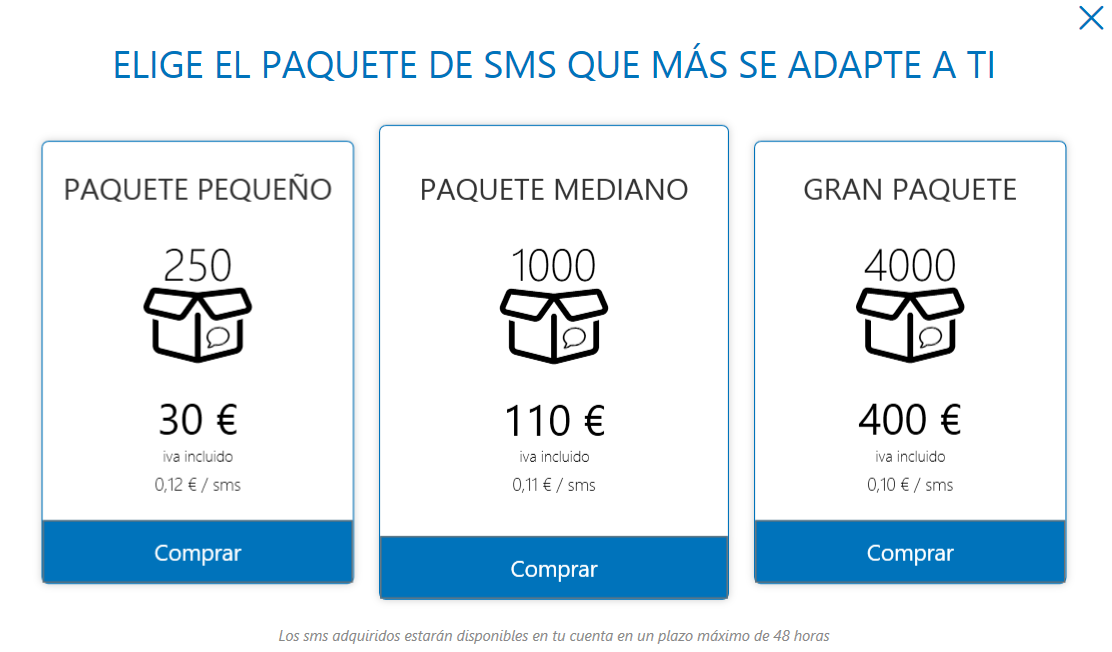 ELIGE EL PAQUETE DE SMS QUE MÁS SE ADAPTE A TI
PAQUETE PEQUEÑO
250
30 €
iva incluido
0,12 € / sms
Comprar
PAQUETE MEDIANO
1000
110 €
iva incluido
0,11 € / sms
Comprar
GRAN PAQUETE
4000
400 €
iva incluido
0,10 € / sms
Comprar
Los sms adquiridos estarán disponibles en tu cuenta en un plazo máximo de 48 horas